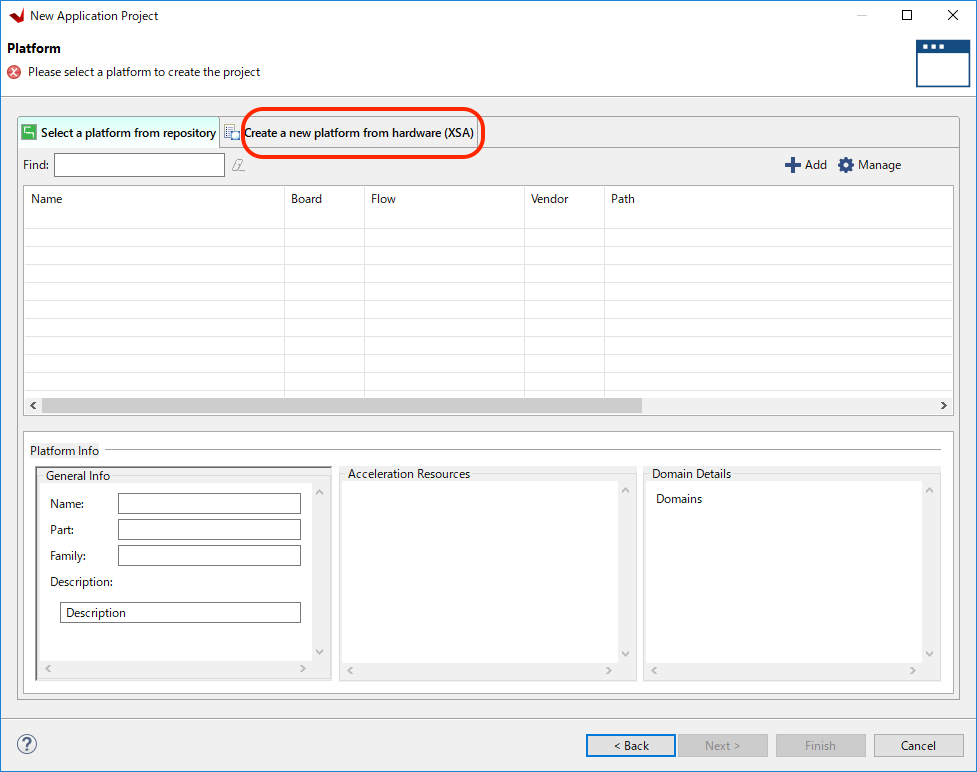 New Application Project
Platform
Please select a platform to create the project
Select a platform from repository
Create a new platform from hardware (XSA)
Find:
Add
Manage
Name Board Flow Vendor Path
Platform Info
General Info
Name:
Part:
Family:
Description:
Description
Acceleration Resources
Domain Details
Domains
?
< Back
Next >
Finish
Cancel